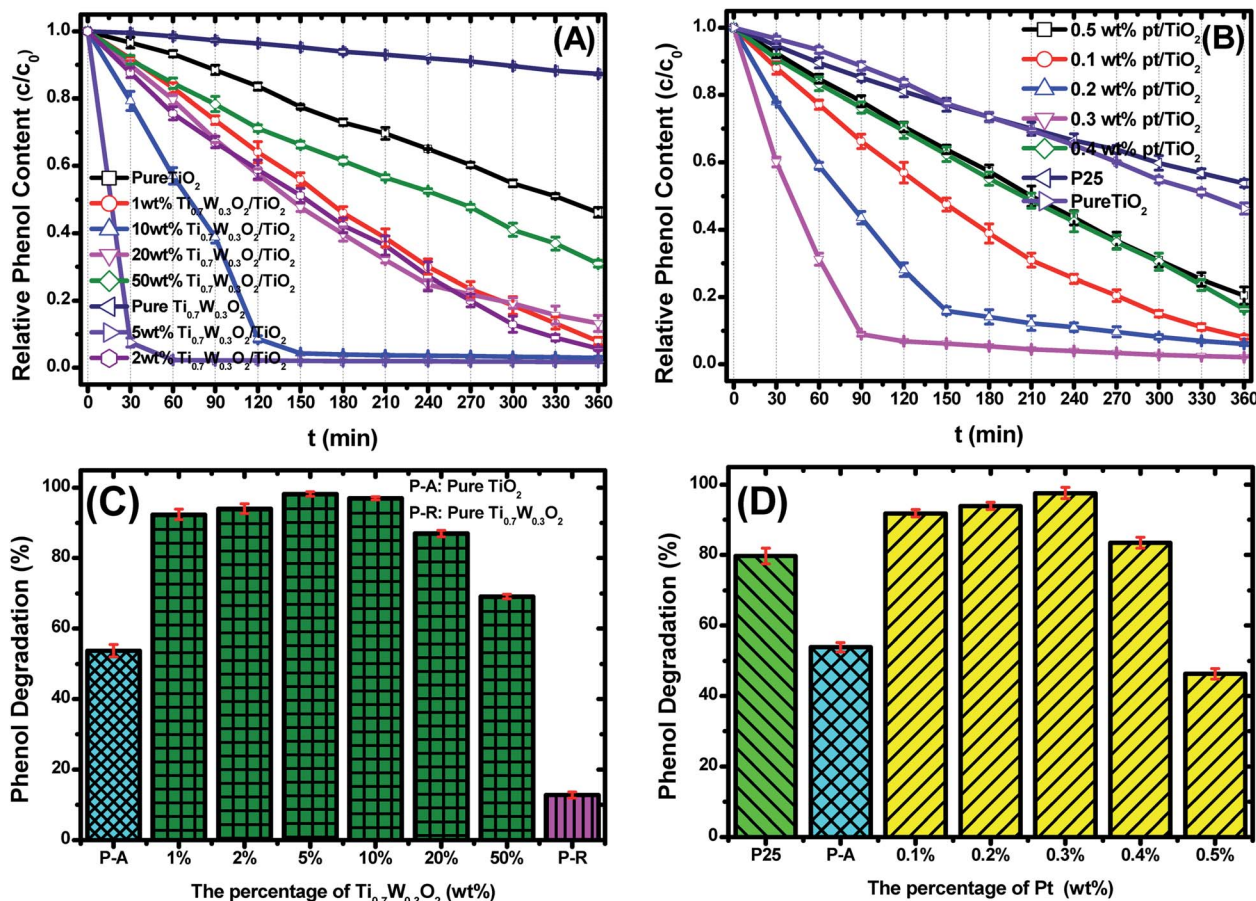 (A)
Relative Phenol Content (c/c₀)
1.0
0.8
0.6
0.4
0.2
0.0
PureTiO₂
1wt% Ti₀.₇W₀.₃O₂/TiO₂
10wt% Ti₀.₇W₀.₃O₂/TiO₂
20wt% Ti₀.₇W₀.₃O₂/TiO₂
50wt% Ti₀.₇W₀.₃O₂/TiO₂
Pure Ti₀.₇W₀.₃O₂
5wt% Ti₀.₇W₀.₃O₂/TiO₂
2wt% Ti₀.₇W₀.₃O₂/TiO₂
0 30 60 90 120 150 180 210 240 270 300 330 360
t (min)
(B)
Relative Phenol Content (c/c₀)
1.0
0.8
0.6
0.4
0.2
0.0
0.5 wt% pt/TiO₂
0.1 wt% pt/TiO₂
0.2 wt% pt/TiO₂
0.3 wt% pt/TiO₂
0.4 wt% pt/TiO₂
P25
PureTiO₂
0 30 60 90 120 150 180 210 240 270 300 330 360
t (min)
(C)
Phenol Degradation (%)
100
80
60
40
20
0
P-A: Pure TiO₂
P-R: Pure Ti₀.₇W₀.₃O₂
P-A 1% 2% 5% 10% 20% 50% P-R
The percentage of Ti₀.₇W₀.₃O₂ (wt%)
(D)
Phenol Degradation (%)
100
80
60
40
20
0
P25 P-A 0.1% 0.2% 0.3% 0.4% 0.5%
The percentage of Pt (wt%)